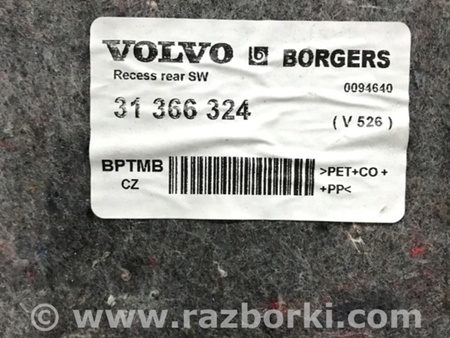 VOLVO BORGERS
Recess rear SW
0094640
31 366 324
( V 526 )
BPTMB
>PET+CO +
CZ
+PP<
© www.razborki.com